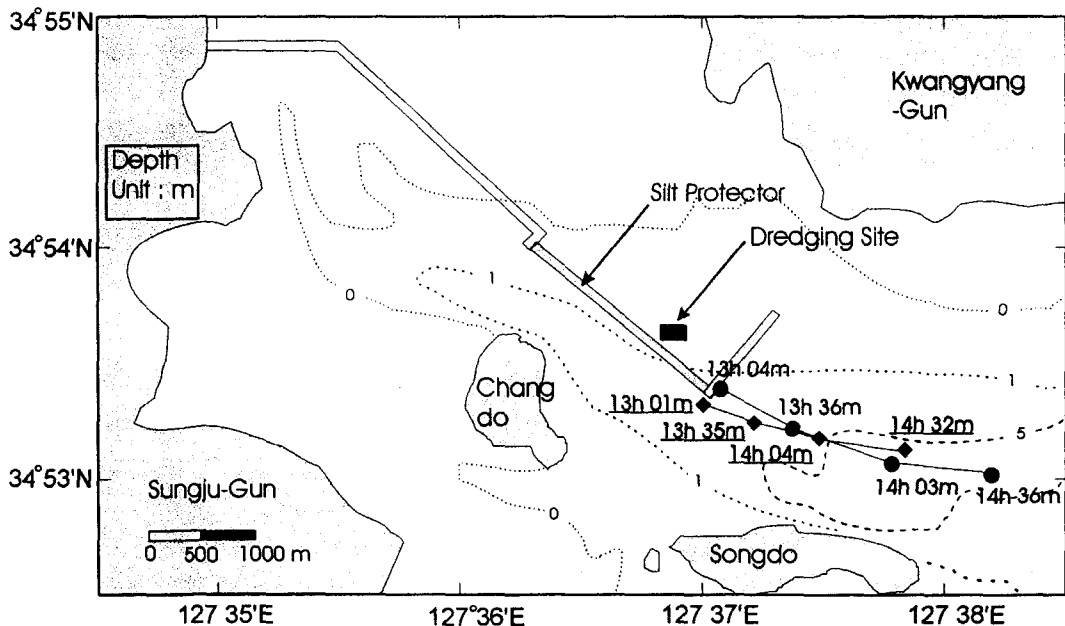 34°55'N
Kwangyang
-Gun
Depth
Unit : m
Silt Protector
Dredging Site
34°54'N
1
0
0
1
13h 04m
Chang
do
13h 01m
13h 36m
13h 35m
14h 32m
5
14h 04m
14h 03m
14h-36m
34°53'N
Sungju-Gun
1
0
0 500 1000 m
Songdo
127 35'E
127°36'E
127 37'E
127 38'E